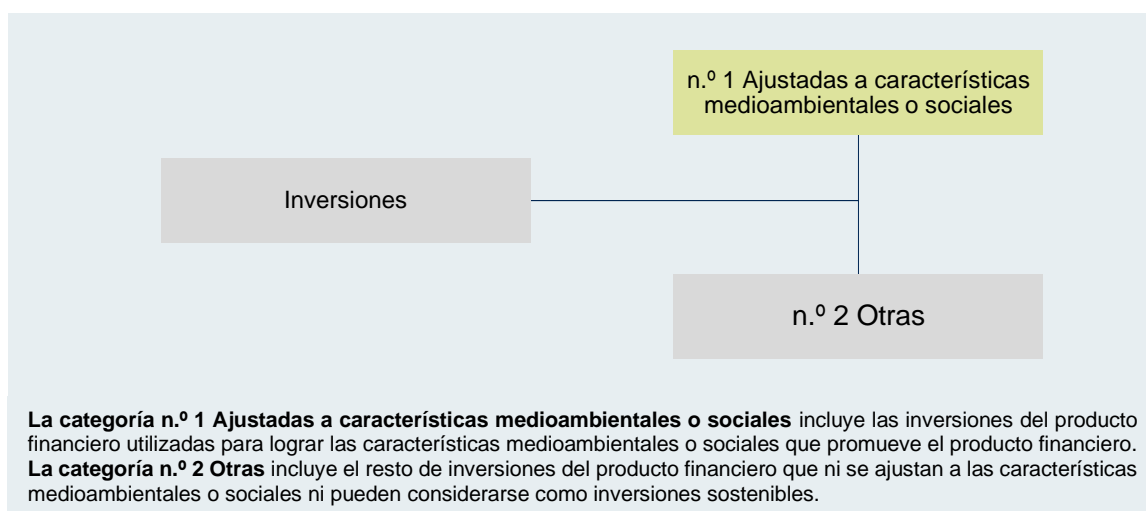 n.º 1 Ajustadas a características
medioambientales o sociales
Inversiones
n.º 2 Otras
La categoría n.º 1 Ajustadas a características medioambientales o sociales incluye las inversiones del producto
financiero utilizadas para lograr las características medioambientales o sociales que promueve el producto financiero.
La categoría n.º 2 Otras incluye el resto de inversiones del producto financiero que ni se ajustan a las características
medioambientales o sociales ni pueden considerarse como inversiones sostenibles.